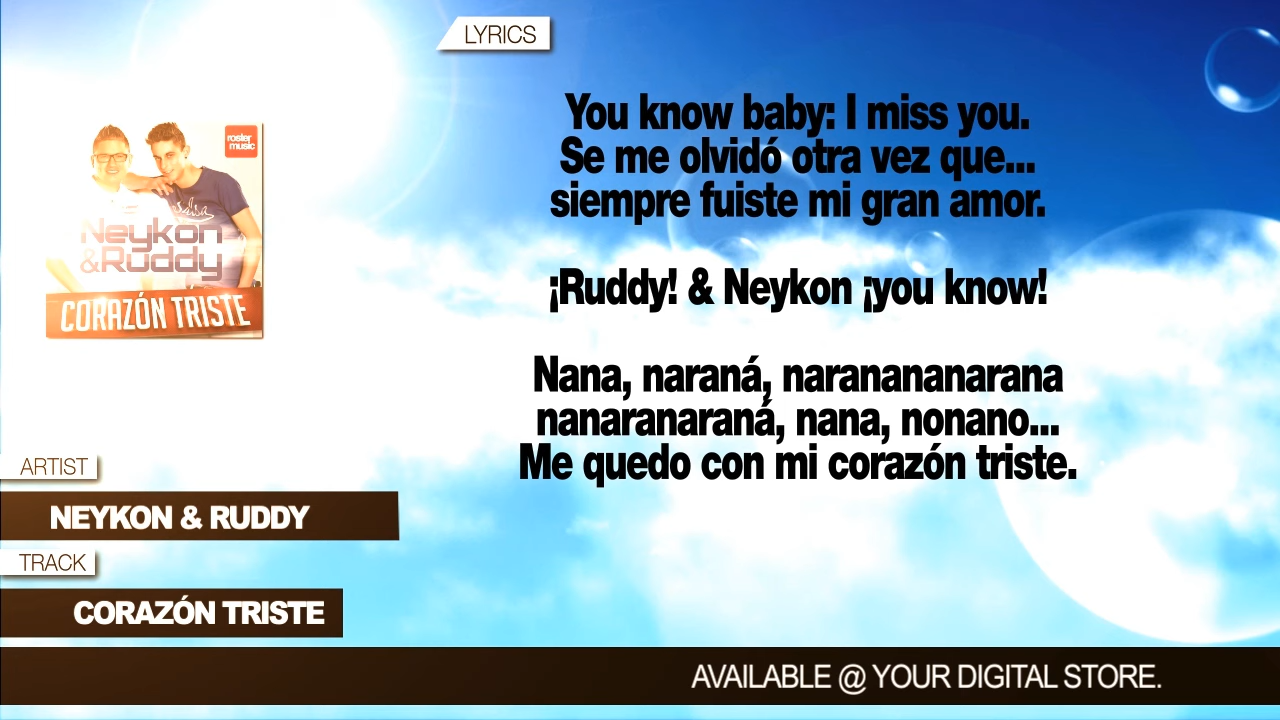 LYRICS
You know baby: I miss you.
Se me olvidó otra vez que...
siempre fuiste mi gran amor.
¡Ruddy! & Neykon ¡you know!
Nana, naraná, naranananarana
nanaranaraná, nana, nonano...
Me quedo con mi corazón triste.
roster
music
Neykon
&Ruddy
CORAZÓN TRISTE
ARTIST
NEYKON & RUDDY
TRACK
CORAZÓN TRISTE
AVAILABLE @ YOUR DIGITAL STORE.